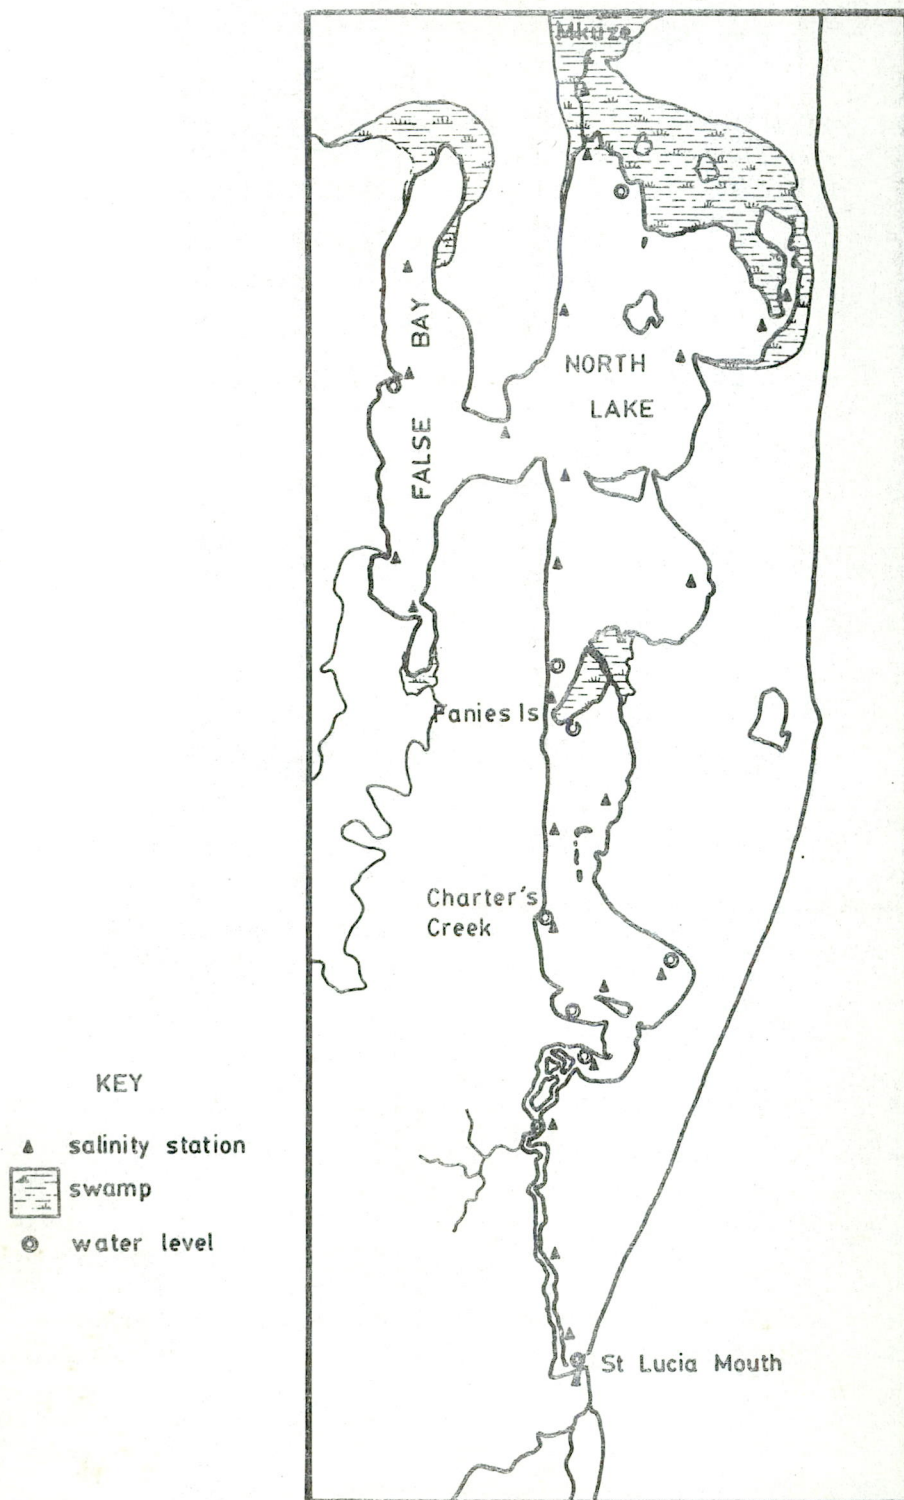 Mkuze
BAY
FALSE
NORTH
LAKE
Fanies Is
Charter's
Creek
KEY
salinity station
swamp
water level
St Lucia Mouth